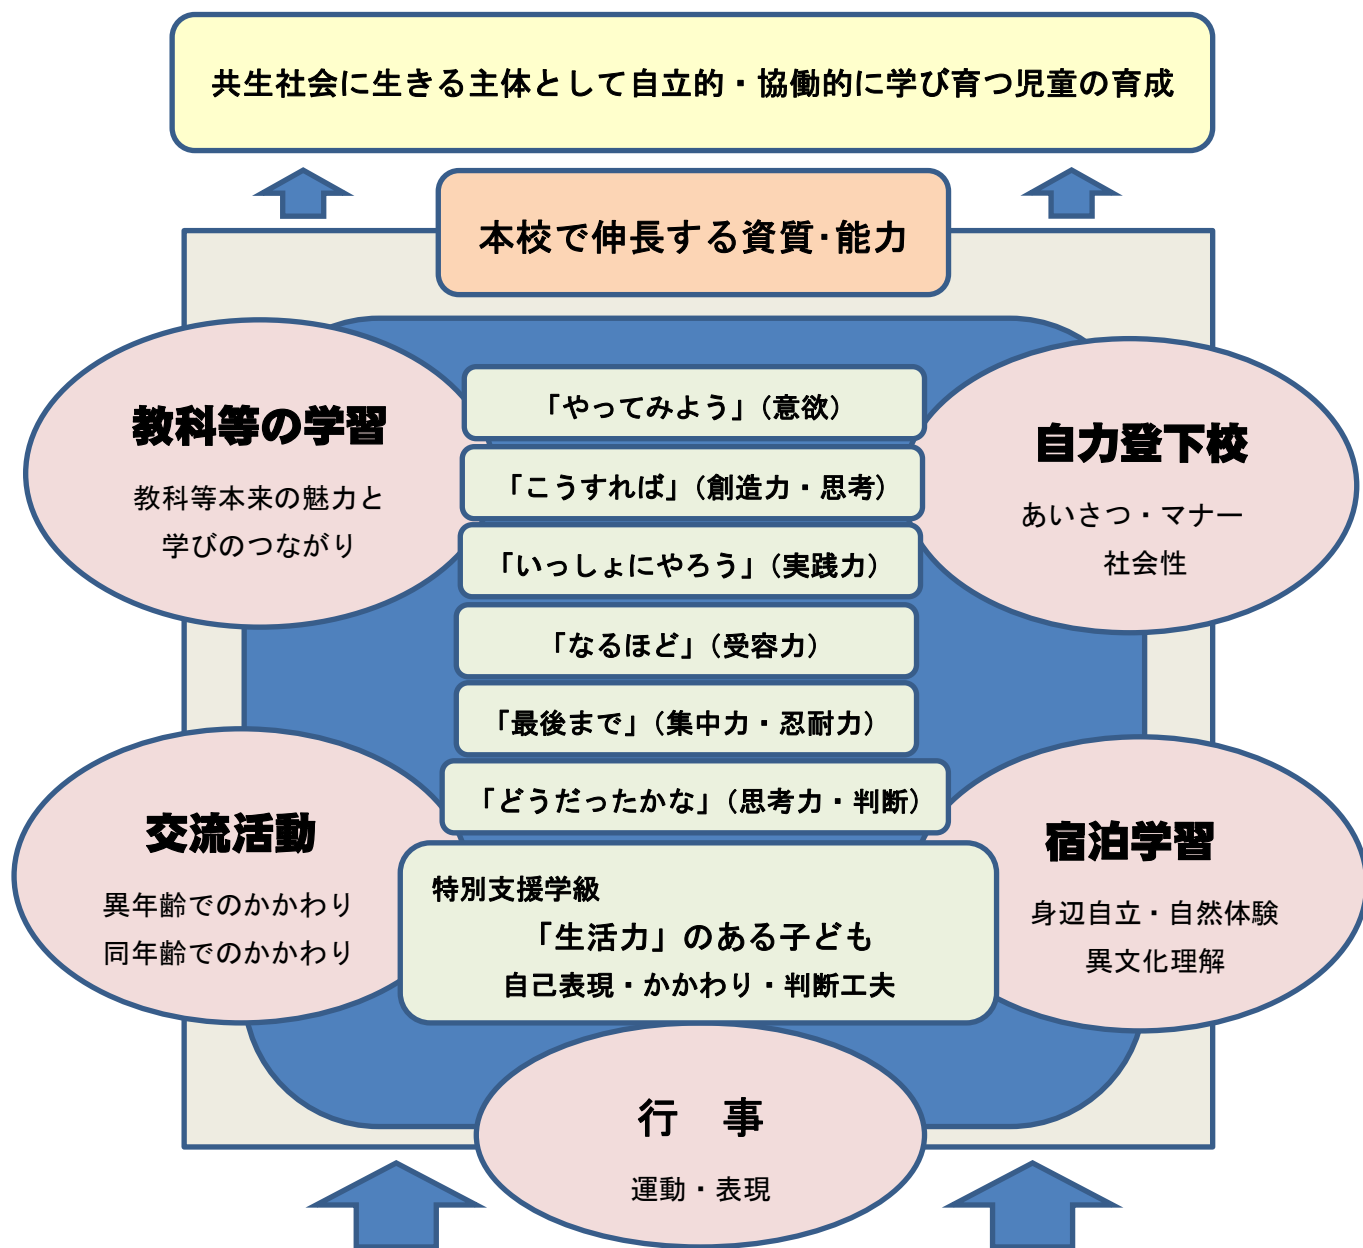 共生社会に生きる主体として自立的・協働的に学び育つ児童の育成
本校で伸長する資質・能力
教科等の学習
教科等本来の魅力と
学びのつながり
自力登下校
あいさつ・マナー
社会性
「やってみよう」（意欲）
「こうすれば」（創造力・思考）
「いっしょにやろう」（実践力）
「なるほど」（受容力）
「最後まで」（集中力・忍耐力）
「どうだったかな」（思考力・判断）
交流活動
異年齢でのかかわり
同年齢でのかかわり
特別支援学級
「生活力」のある子ども
自己表現・かかわり・判断工夫
宿泊学習
身辺自立・自然体験
異文化理解
行　事
運動・表現